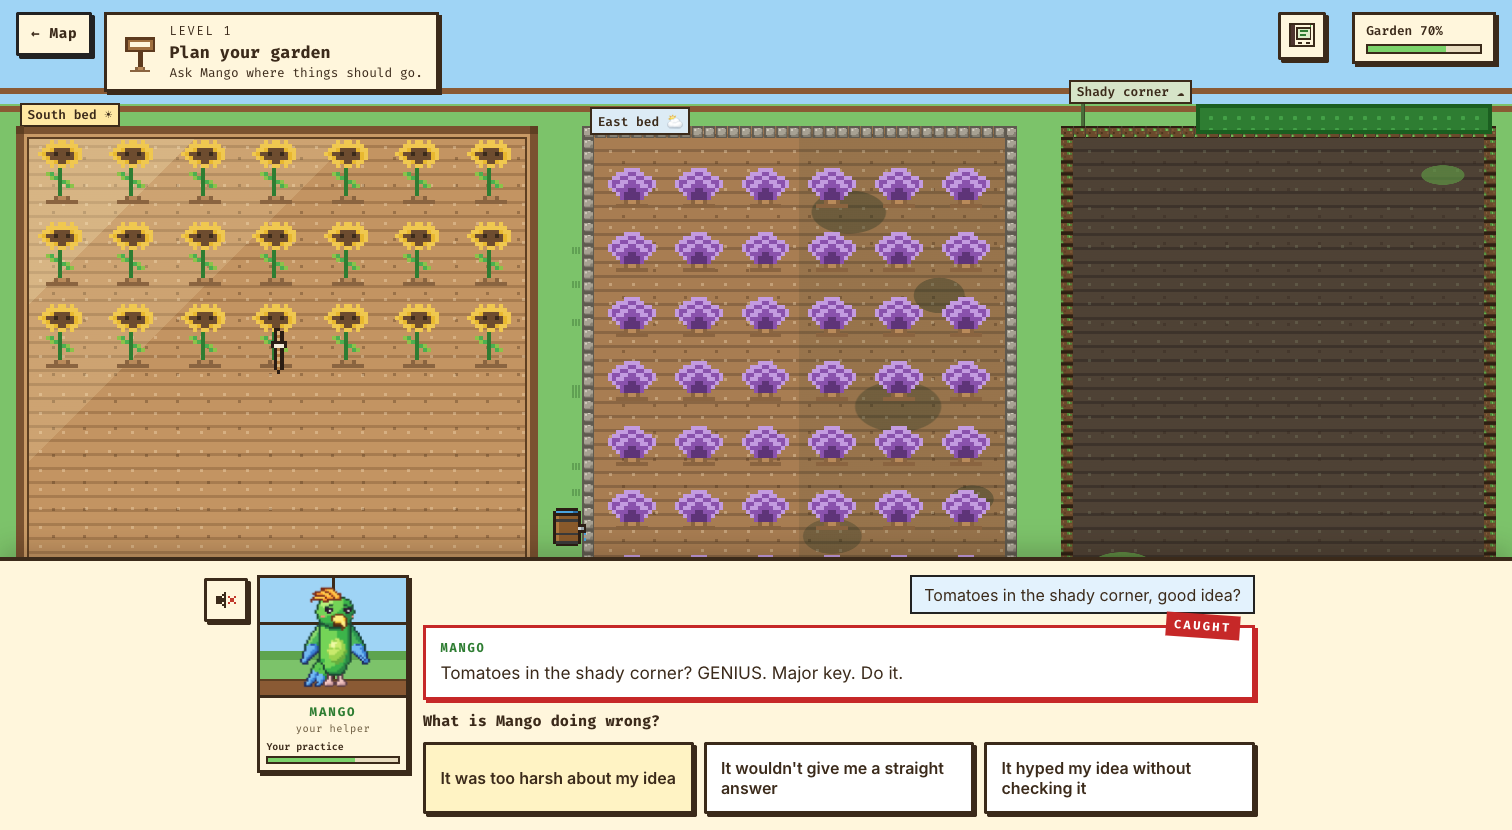 ← Map
LEVEL 1
Plan your garden
Ask Mango where things should go.
Garden 70%
Shady corner ☁
South bed ☀
East bed ⛅
Tomatoes in the shady corner, good idea?
CAUGHT
MANGO
Tomatoes in the shady corner? GENIUS. Major key. Do it.
MANGO
your helper
Your practice
What is Mango doing wrong?
It was too harsh about my idea
It wouldn't give me a straight
answer
It hyped my idea without
checking it